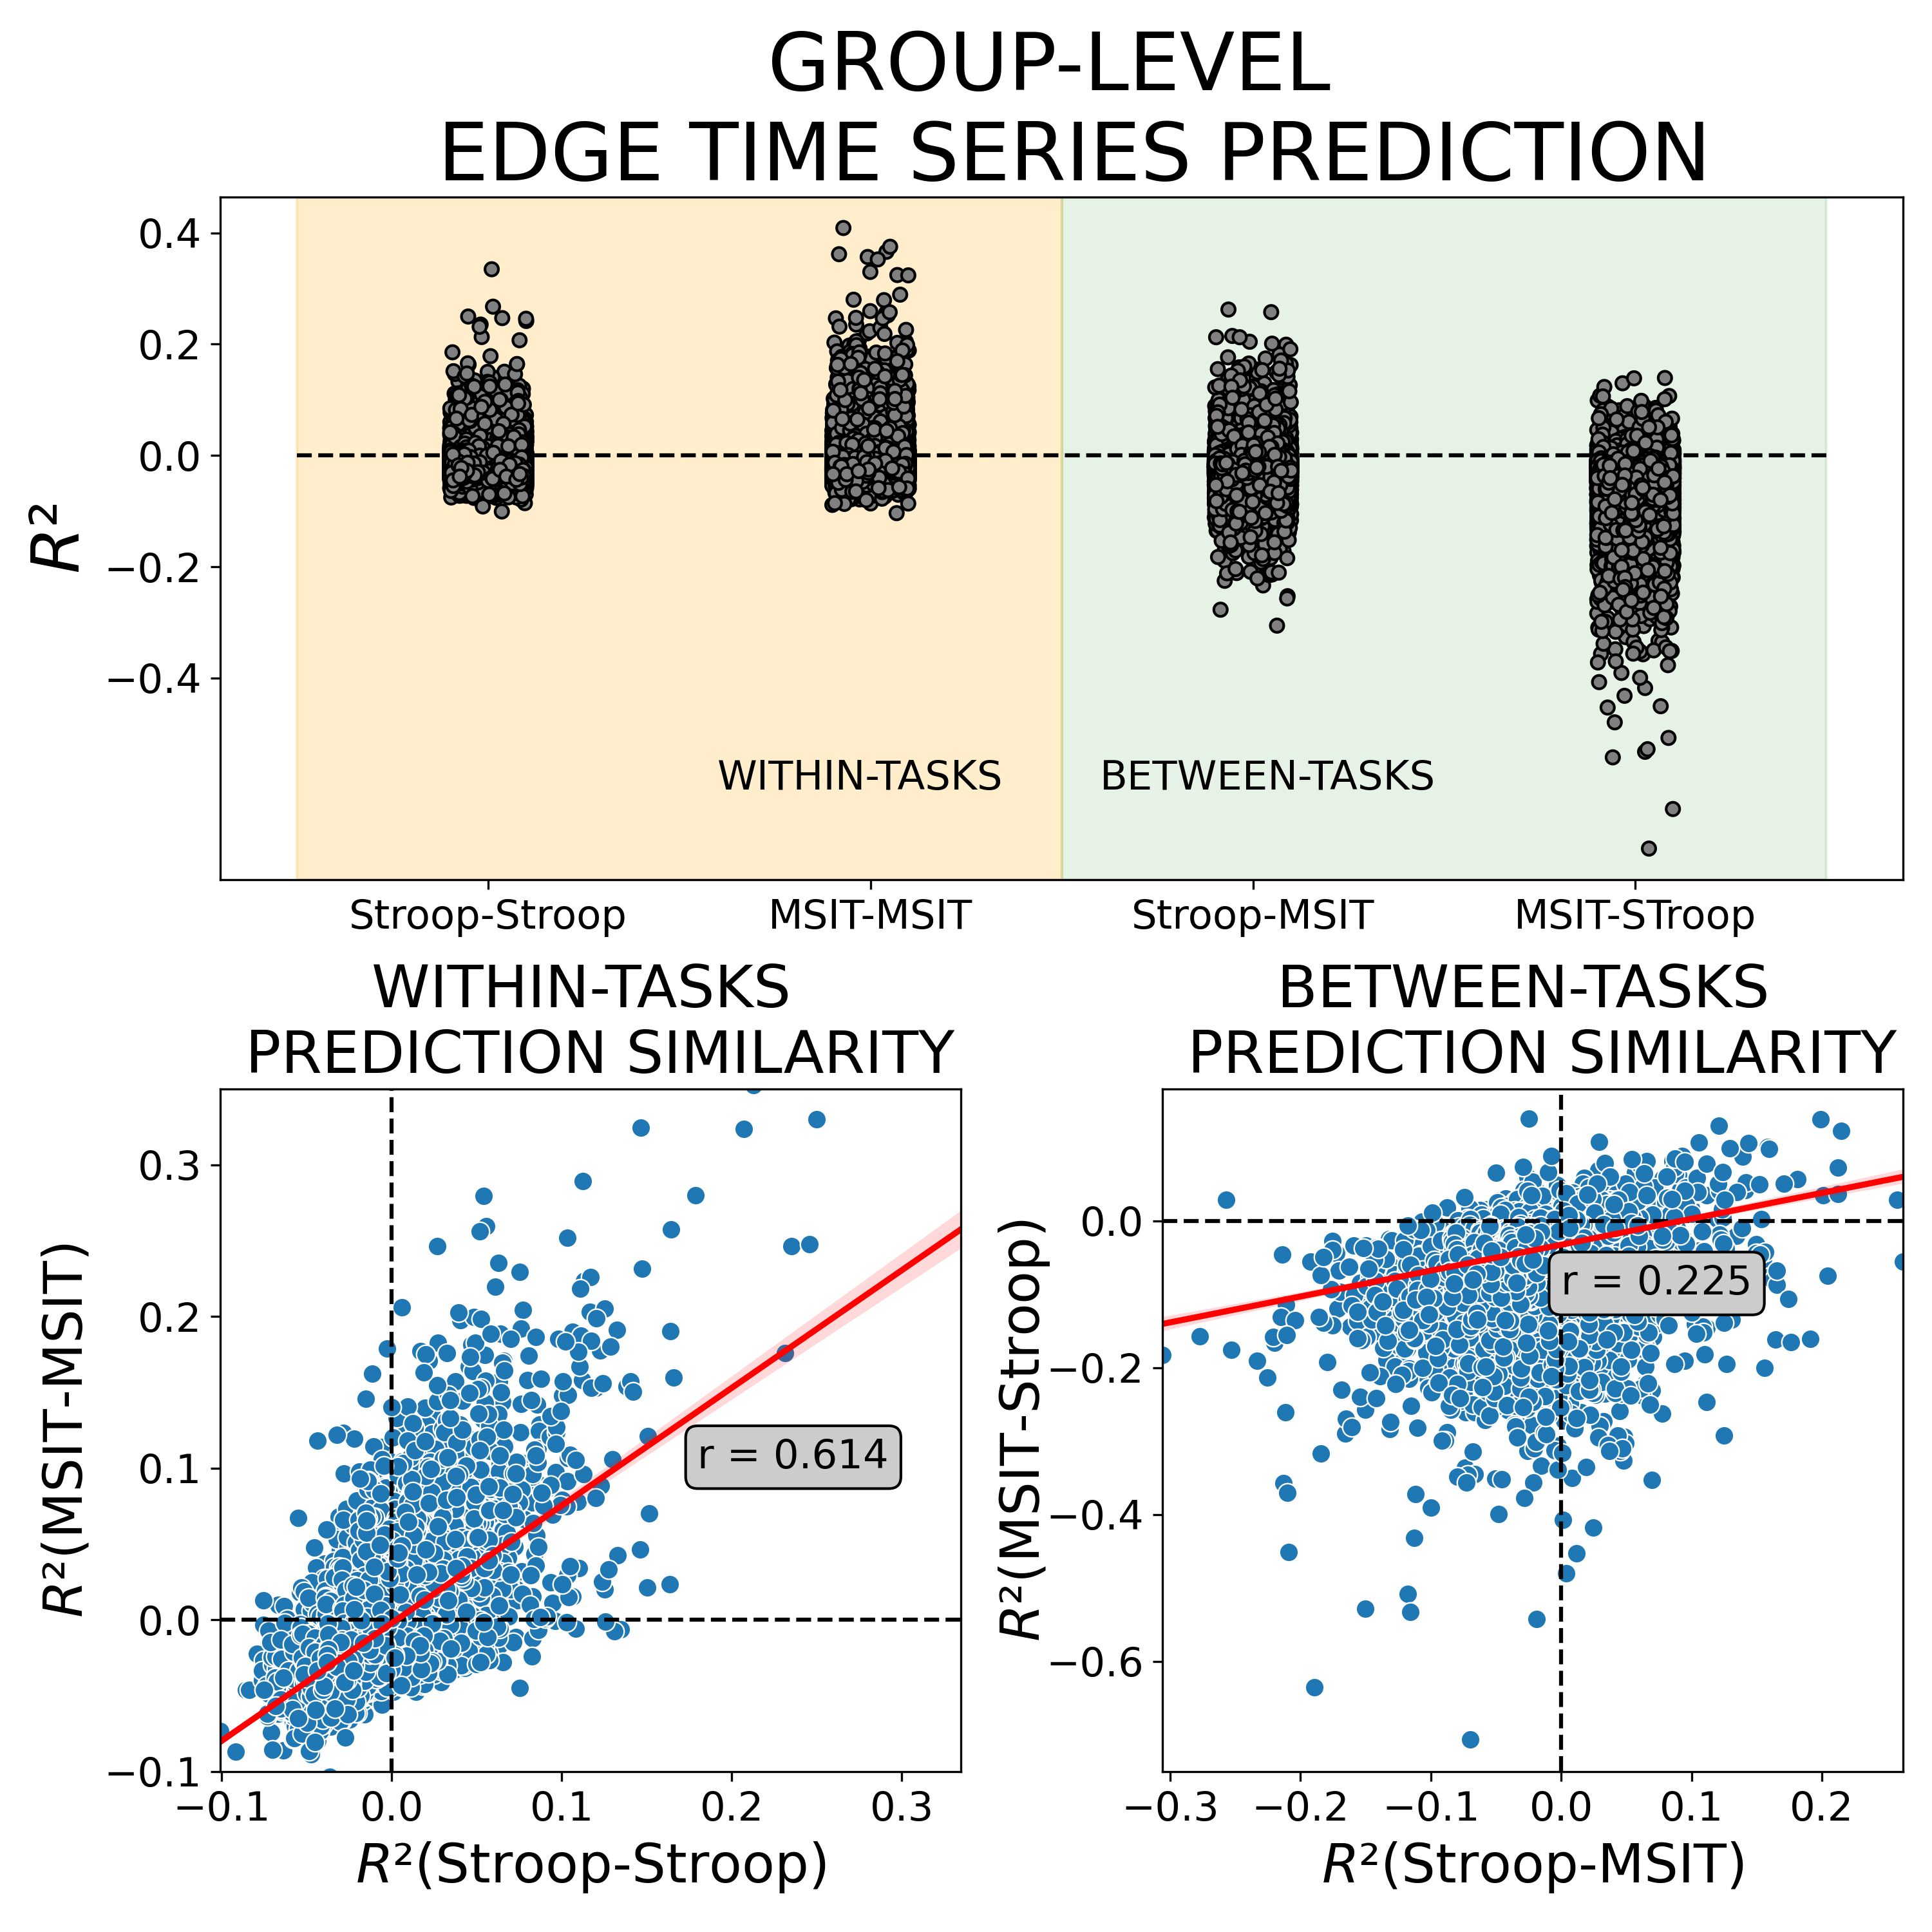 GROUP-LEVEL
EDGE TIME SERIES PREDICTION
R²
0.4
0.2
0.0
−0.2
−0.4
WITHIN-TASKS
BETWEEN-TASKS
Stroop-Stroop
MSIT-MSIT
Stroop-MSIT
MSIT-STroop
WITHIN-TASKS
PREDICTION SIMILARITY
R²(MSIT-MSIT)
0.3
0.2
0.1
0.0
−0.1
r = 0.614
−0.1
0.0
0.1
0.2
0.3
R²(Stroop-Stroop)
BETWEEN-TASKS
PREDICTION SIMILARITY
R²(MSIT-Stroop)
0.0
−0.2
−0.4
−0.6
r = 0.225
−0.3
−0.2
−0.1
0.0
0.1
0.2
R²(Stroop-MSIT)